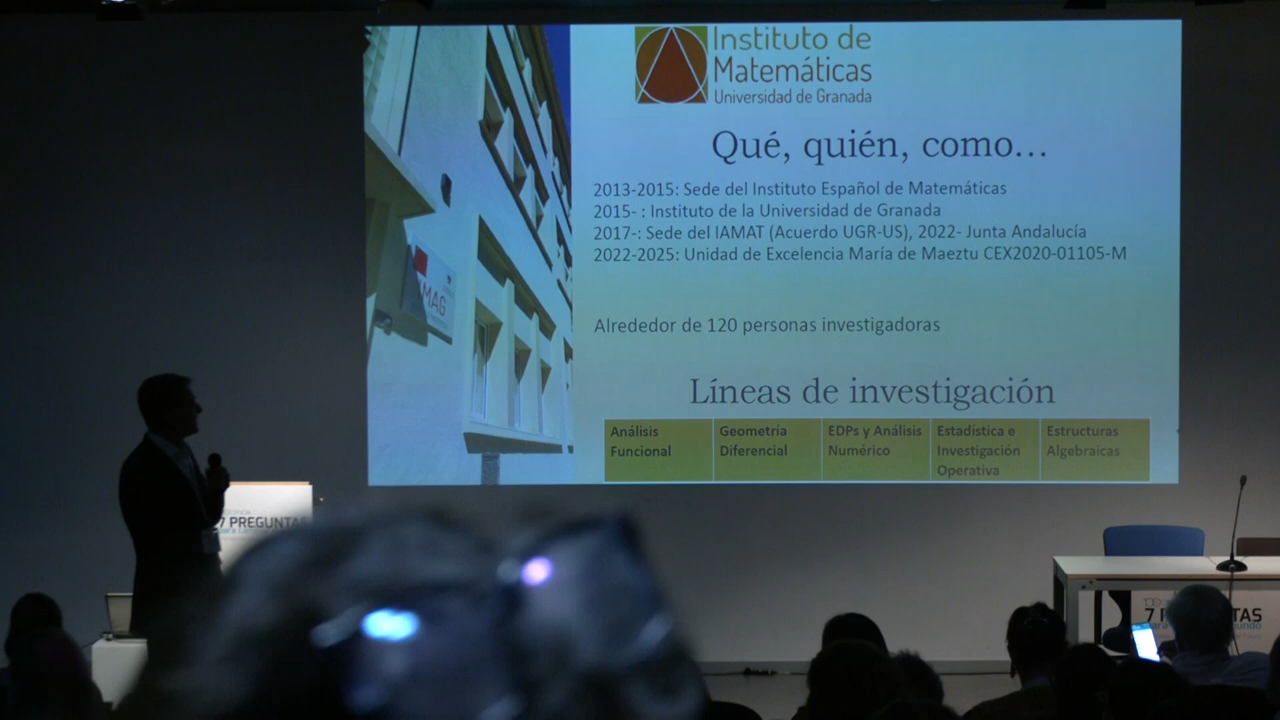 Instituto de
Matemáticas
Universidad de Granada
Qué, quién, como...
2013-2015: Sede del Instituto Español de Matemáticas
2015- : Instituto de la Universidad de Granada
2017-: Sede del IAMAT (Acuerdo UGR-US), 2022- Junta Andalucía
2022-2025: Unidad de Excelencia María de Maeztu CEX2020-01105-M
Alrededor de 120 personas investigadoras
Líneas de investigación
Análisis
Funcional
Geometría
Diferencial
EDPs y Análisis
Numérico
Estadística e
Investigación
Operativa
Estructuras
Algebraicas
MAG
7 PREGUNTAS
7